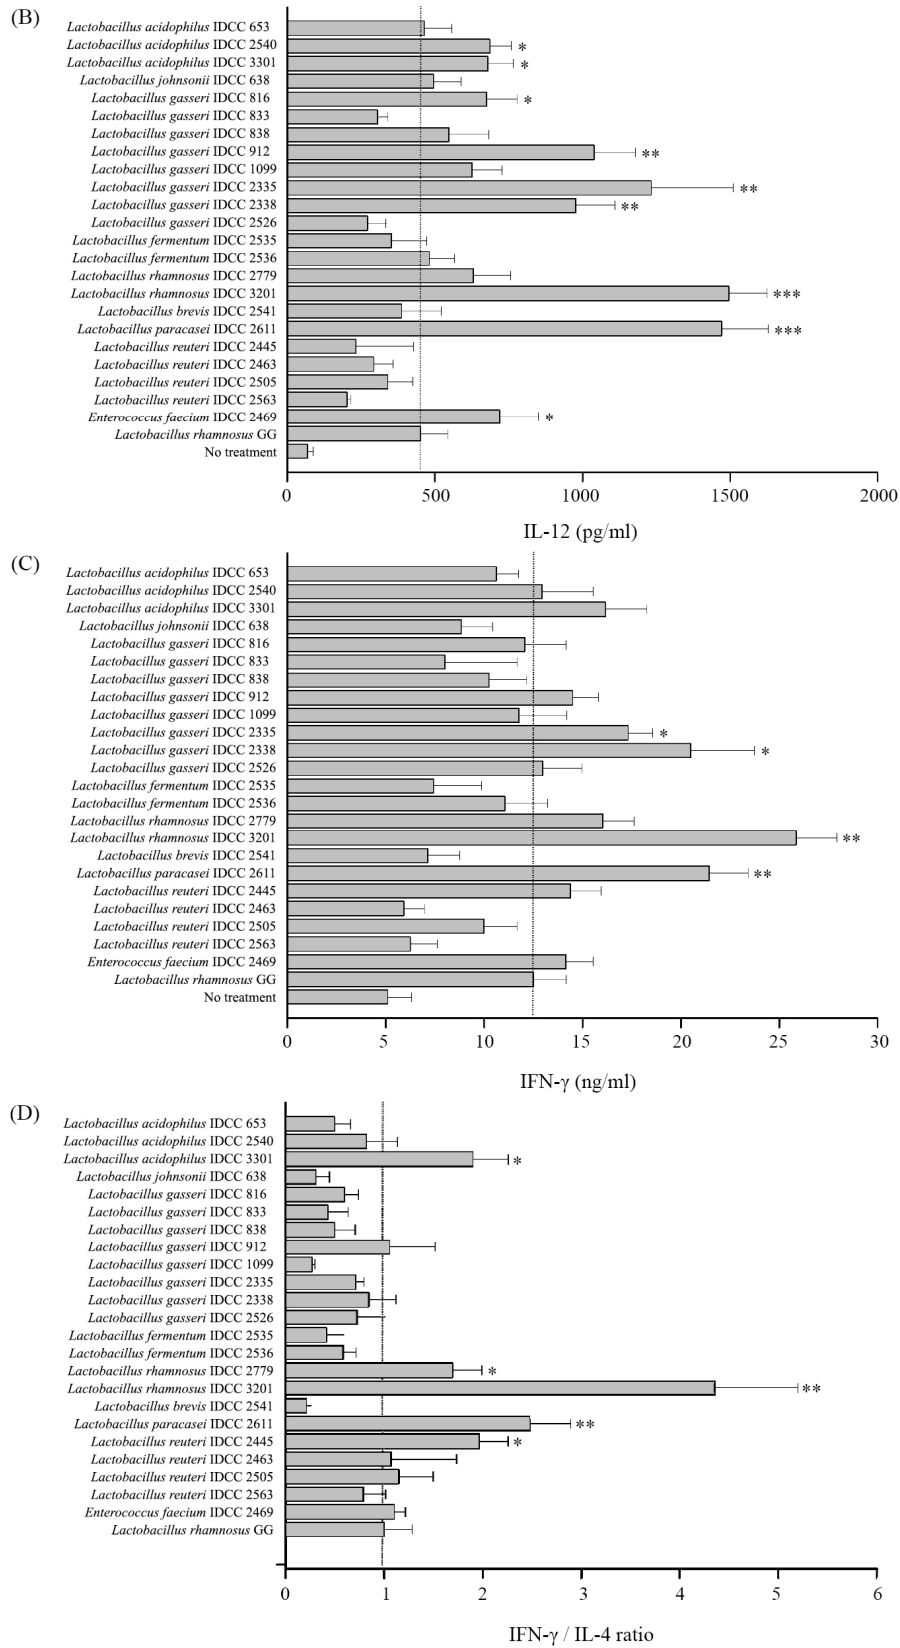 (B)
Lactobacillus acidophilus IDCC 653
Lactobacillus acidophilus IDCC 2540 *
Lactobacillus acidophilus IDCC 3301 *
Lactobacillus johnsonii IDCC 638
Lactobacillus gasseri IDCC 816 *
Lactobacillus gasseri IDCC 833
Lactobacillus gasseri IDCC 838
Lactobacillus gasseri IDCC 912 **
Lactobacillus gasseri IDCC 1099
Lactobacillus gasseri IDCC 2335 **
Lactobacillus gasseri IDCC 2338 **
Lactobacillus gasseri IDCC 2526
Lactobacillus fermentum IDCC 2535
Lactobacillus fermentum IDCC 2536
Lactobacillus rhamnosus IDCC 2779
Lactobacillus rhamnosus IDCC 3201 ***
Lactobacillus brevis IDCC 2541
Lactobacillus paracasei IDCC 2611 ***
Lactobacillus reuteri IDCC 2445
Lactobacillus reuteri IDCC 2463
Lactobacillus reuteri IDCC 2505
Lactobacillus reuteri IDCC 2563
Enterococcus faecium IDCC 2469 *
Lactobacillus rhamnosus GG
No treatment
0 500 1000 1500 2000
IL-12 (pg/ml)
(C)
Lactobacillus acidophilus IDCC 653
Lactobacillus acidophilus IDCC 2540
Lactobacillus acidophilus IDCC 3301
Lactobacillus johnsonii IDCC 638
Lactobacillus gasseri IDCC 816
Lactobacillus gasseri IDCC 833
Lactobacillus gasseri IDCC 838
Lactobacillus gasseri IDCC 912
Lactobacillus gasseri IDCC 1099
Lactobacillus gasseri IDCC 2335 *
Lactobacillus gasseri IDCC 2338 *
Lactobacillus gasseri IDCC 2526
Lactobacillus fermentum IDCC 2535
Lactobacillus fermentum IDCC 2536
Lactobacillus rhamnosus IDCC 2779
Lactobacillus rhamnosus IDCC 3201 **
Lactobacillus brevis IDCC 2541
Lactobacillus paracasei IDCC 2611 **
Lactobacillus reuteri IDCC 2445
Lactobacillus reuteri IDCC 2463
Lactobacillus reuteri IDCC 2505
Lactobacillus reuteri IDCC 2563
Enterococcus faecium IDCC 2469
Lactobacillus rhamnosus GG
No treatment
0 5 10 15 20 25 30
IFN-γ (ng/ml)
(D)
Lactobacillus acidophilus IDCC 653
Lactobacillus acidophilus IDCC 2540
Lactobacillus acidophilus IDCC 3301 *
Lactobacillus johnsonii IDCC 638
Lactobacillus gasseri IDCC 816
Lactobacillus gasseri IDCC 833
Lactobacillus gasseri IDCC 838
Lactobacillus gasseri IDCC 912
Lactobacillus gasseri IDCC 1099
Lactobacillus gasseri IDCC 2335
Lactobacillus gasseri IDCC 2338
Lactobacillus gasseri IDCC 2526
Lactobacillus fermentum IDCC 2535
Lactobacillus fermentum IDCC 2536
Lactobacillus rhamnosus IDCC 2779 *
Lactobacillus rhamnosus IDCC 3201 **
Lactobacillus brevis IDCC 2541
Lactobacillus paracasei IDCC 2611 **
Lactobacillus reuteri IDCC 2445 *
Lactobacillus reuteri IDCC 2463
Lactobacillus reuteri IDCC 2505
Lactobacillus reuteri IDCC 2563
Enterococcus faecium IDCC 2469
Lactobacillus rhamnosus GG
0 1 2 3 4 5 6
IFN-γ / IL-4 ratio